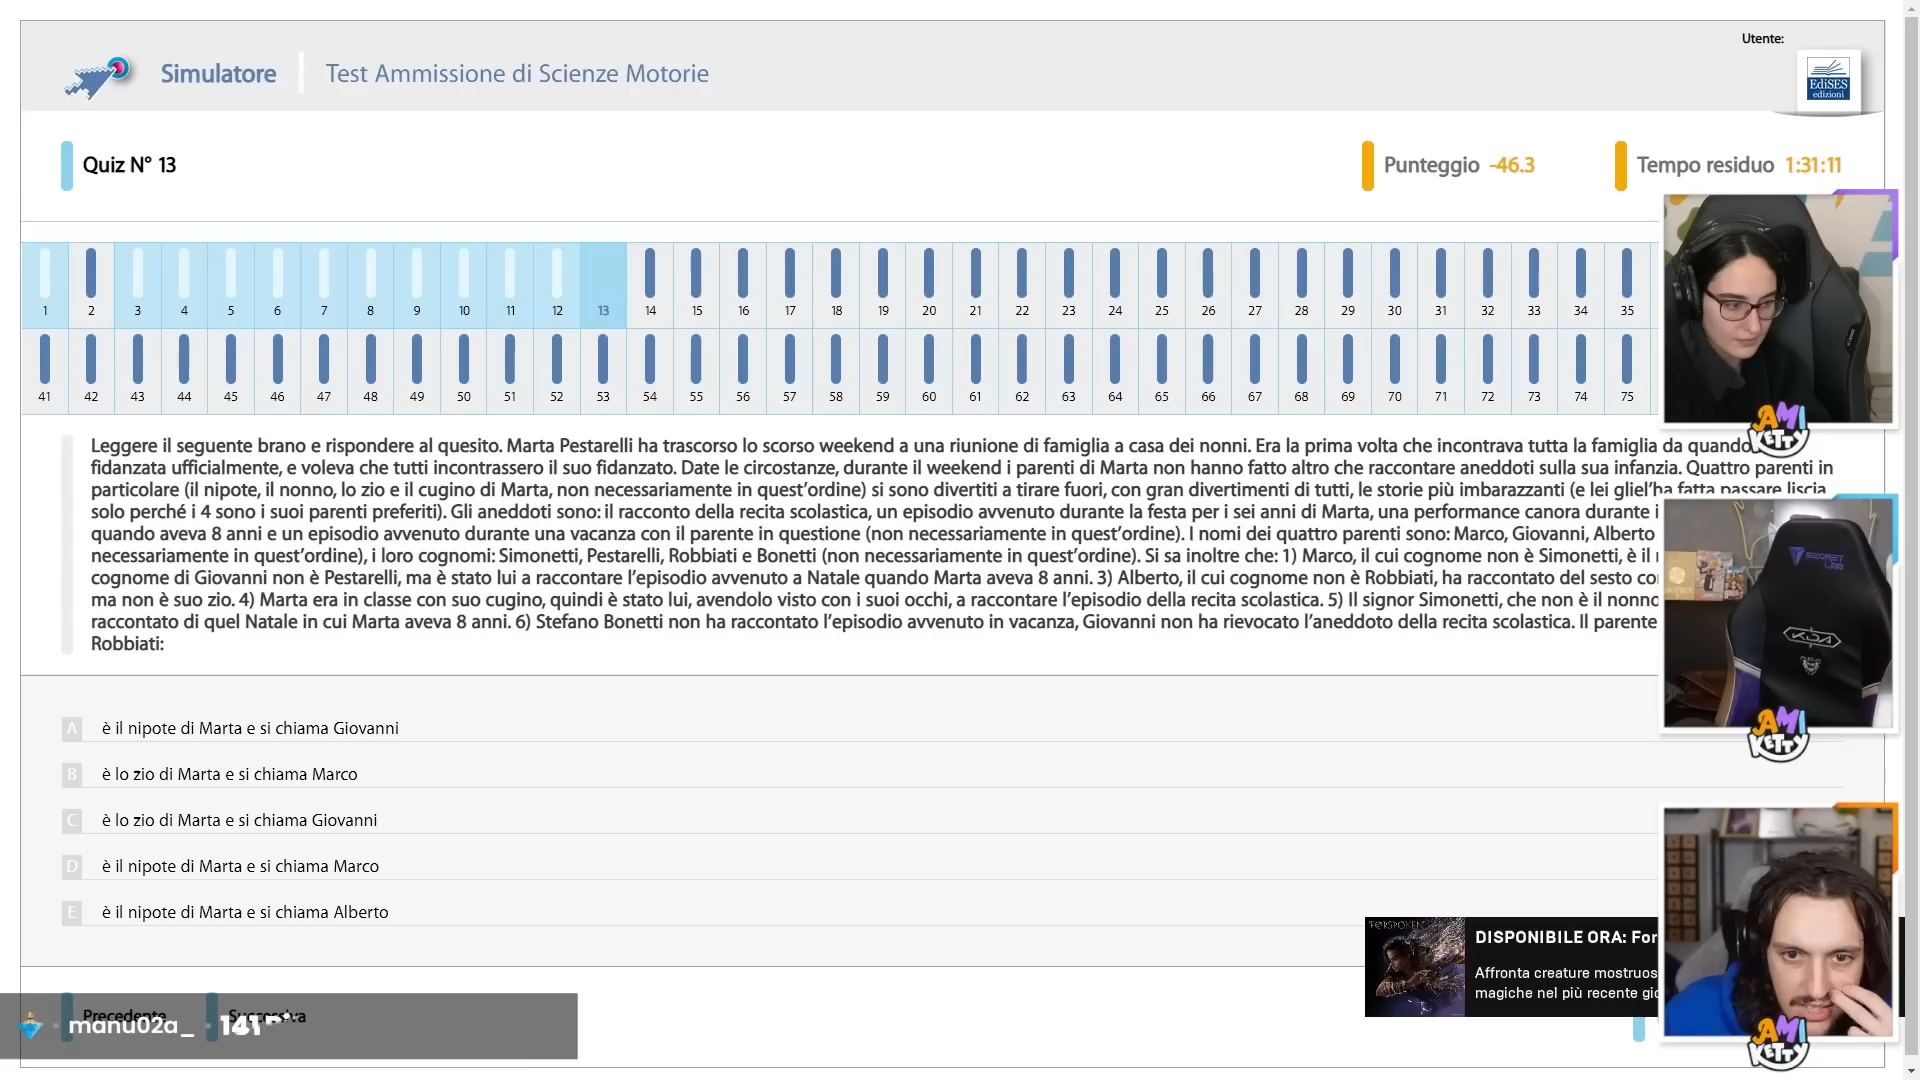 Utente:
Simulatore
Test Ammissione di Scienze Motorie
EdiSES
edizioni
Quiz N° 13
Punteggio -46.3
Tempo residuo 1:31:11
1 2 3 4 5 6 7 8 9 10 11 12 13 14 15 16 17 18 19 20 21 22 23 24 25 26 27 28 29 30 31 32 33 34 35
41 42 43 44 45 46 47 48 49 50 51 52 53 54 55 56 57 58 59 60 61 62 63 64 65 66 67 68 69 70 71 72 73 74 75
Leggere il seguente brano e rispondere al quesito. Marta Pestarelli ha trascorso lo scorso weekend a una riunione di famiglia a casa dei nonni. Era la prima volta che incontrava tutta la famiglia da quando
fidanzata ufficialmente, e voleva che tutti incontrassero il suo fidanzato. Date le circostanze, durante il weekend i parenti di Marta non hanno fatto altro che raccontare aneddoti sulla sua infanzia. Quattro parenti in
particolare (il nipote, il nonno, lo zio e il cugino di Marta, non necessariamente in quest'ordine) si sono divertiti a tirare fuori, con gran divertimenti di tutti, le storie più imbarazzanti (e lei gliel'ha fatta passare liscia
solo perché i 4 sono i suoi parenti preferiti). Gli aneddoti sono: il racconto della recita scolastica, un episodio avvenuto durante la festa per i sei anni di Marta, una performance canora durante i
quando aveva 8 anni e un episodio avvenuto durante una vacanza con il parente in questione (non necessariamente in quest'ordine). I nomi dei quattro parenti sono: Marco, Giovanni, Alberto
necessariamente in quest'ordine), i loro cognomi: Simonetti, Pestarelli, Robbiati e Bonetti (non necessariamente in quest'ordine). Si sa inoltre che: 1) Marco, il cui cognome non è Simonetti, è il
cognome di Giovanni non è Pestarelli, ma è stato lui a raccontare l'episodio avvenuto a Natale quando Marta aveva 8 anni. 3) Alberto, il cui cognome non è Robbiati, ha raccontato del sesto
ma non è suo zio. 4) Marta era in classe con suo cugino, quindi è stato lui, avendolo visto con i suoi occhi, a raccontare l'episodio della recita scolastica. 5) Il signor Simonetti, che non è il nonno
raccontato di quel Natale in cui Marta aveva 8 anni. 6) Stefano Bonetti non ha raccontato l'episodio avvenuto in vacanza, Giovanni non ha rievocato l'aneddoto della recita scolastica. Il parente
Robbiati:
A è il nipote di Marta e si chiama Giovanni
B è lo zio di Marta e si chiama Marco
C è lo zio di Marta e si chiama Giovanni
D è il nipote di Marta e si chiama Marco
E è il nipote di Marta e si chiama Alberto
Precedente
Successiva
manu02a_
141
FORSPOKEN
DISPONIBILE ORA: For
Affronta creature mostruos
magiche nel più recente gio
SECRET
LAB
KDA
AMI
KETTY
AMI
KETTY
AMI
KETTY